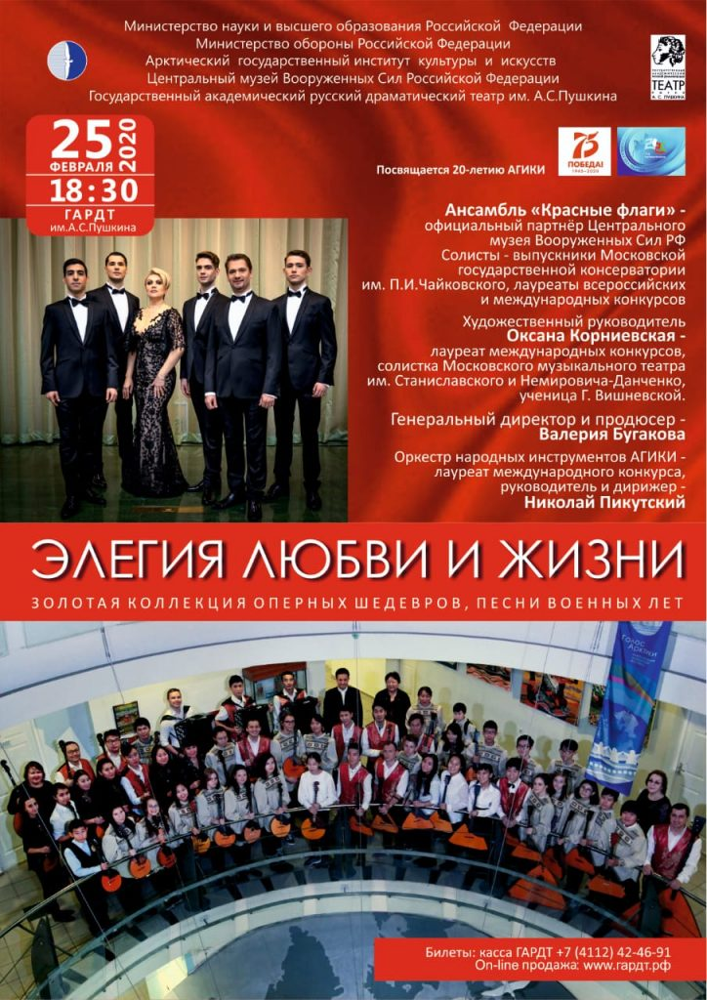 Министерство науки и высшего образования Российской Федерации
Министерство обороны Российской Федерации
Арктический государственный институт культуры и искусств
Центральный музей Вооруженных Сил Российской Федерации
Государственный академический русский драматический театр им. А.С.Пушкина
ТЕАТР
25
ФЕВРАЛЯ
2020
18:30
ГАРДТ
им.А.С.Пушкина
Посвящается 20-летию АГИКИ
75
ПОБЕДА!
1945–2020
Ансамбль «Красные флаги» -
официальный партнёр Центрального
музея Вооруженных Сил РФ
Солисты - выпускники Московской
государственной консерватории
им. П.И.Чайковского, лауреаты всероссийских
и международных конкурсов
Художественный руководитель
Оксана Корниевская -
лауреат международных конкурсов,
солистка Московского музыкального театра
им. Станиславского и Немировича-Данченко,
ученица Г. Вишневской.
Генеральный директор и продюсер -
Валерия Бугакова
Оркестр народных инструментов АГИКИ -
лауреат международного конкурса,
руководитель и дирижер -
Николай Пикутский
ЭЛЕГИЯ ЛЮБВИ И ЖИЗНИ
ЗОЛОТАЯ КОЛЛЕКЦИЯ ОПЕРНЫХ ШЕДЕВРОВ, ПЕСНИ ВОЕННЫХ ЛЕТ
ГОЛОС
АРКТИКИ
Билеты: касса ГАРДТ +7 (4112) 42-46-91
On-line продажа: www.гардт.рф